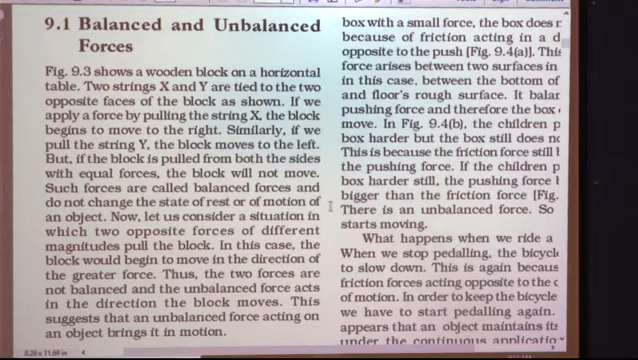 9.1 Balanced and Unbalanced
Forces
Fig. 9.3 shows a wooden block on a horizontal
table. Two strings X and Y are tied to the two
opposite faces of the block as shown. If we
apply a force by pulling the string X, the block
begins to move to the right. Similarly, if we
pull the string Y, the block moves to the left.
But, if the block is pulled from both the sides
with equal forces, the block will not move.
Such forces are called balanced forces and
do not change the state of rest or of motion of
an object. Now, let us consider a situation in
which two opposite forces of different
magnitudes pull the block. In this case, the
block would begin to move in the direction of
the greater force. Thus, the two forces are
not balanced and the unbalanced force acts
in the direction the block moves. This
suggests that an unbalanced force acting on
an object brings it in motion.
box with a small force, the box does
because of friction acting in a d
opposite to the push [Fig. 9.4(a)]. This
force arises between two surfaces in
in this case, between the bottom of
and floor's rough surface. It balan
pushing force and therefore the box
move. In Fig. 9.4(b), the children p
box harder but the box still does
This is because the friction force still
the pushing force. If the children p
box harder still, the pushing force
bigger than the friction force [Fig.
There is an unbalanced force. So
starts moving.
What happens when we ride a
When we stop pedalling, the bicycle
to slow down. This is again becaus
friction forces acting opposite to the
of motion. In order to keep the bicycle
we have to start pedalling again.
appears that an object maintains its
under the continuous applicatio
8.28 x 11.69 in